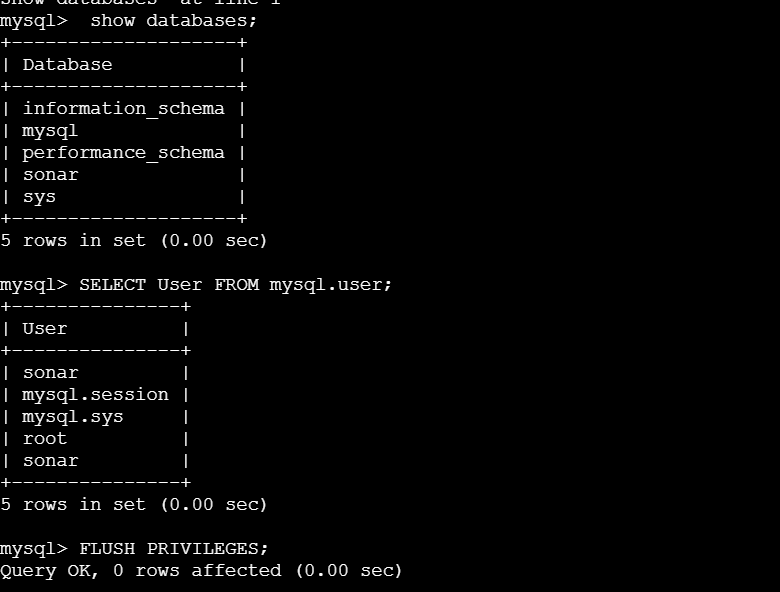 show databases' at line 1
mysql>  show databases;
+--------------------+
| Database           |
+--------------------+
| information_schema |
| mysql              |
| performance_schema |
| sonar              |
| sys                |
+--------------------+
5 rows in set (0.00 sec)
mysql> SELECT User FROM mysql.user;
+---------------+
| User          |
+---------------+
| sonar         |
| mysql.session |
| mysql.sys     |
| root          |
| sonar         |
+---------------+
5 rows in set (0.00 sec)
mysql> FLUSH PRIVILEGES;
Query OK, 0 rows affected (0.00 sec)